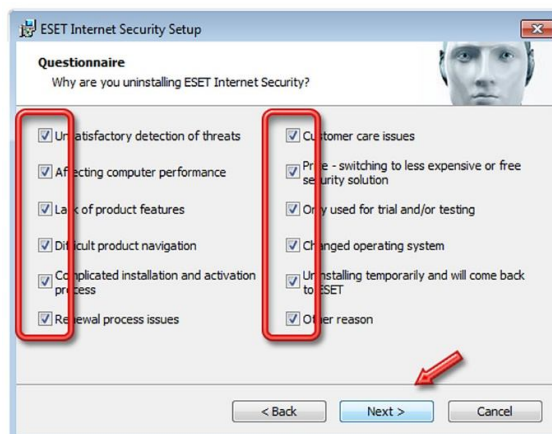 ESET Internet Security Setup
Questionnaire
Why are you uninstalling ESET Internet Security?
Unsatisfactory detection of threats
Customer care issues
Affecting computer performance
Price - switching to less expensive or free
security solution
Lack of product features
Only used for trial and/or testing
Difficult product navigation
Changed operating system
Complicated installation and activation
process
Uninstalling temporarily and will come back
to ESET
Renewal process issues
Other reason
< Back
Next >
Cancel